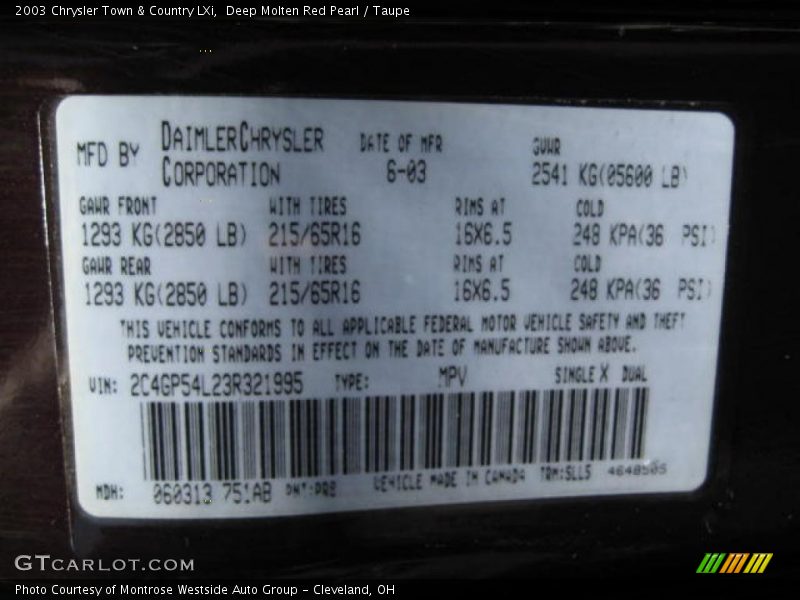 2003 Chrysler Town & Country LXi, Deep Molten Red Pearl / Taupe
MFD BY DAIMLERCHRYSLER CORPORATION DATE OF MFR 6-03 GVWR 2541 KG(05600 LB)
GAWR FRONT WITH TIRES RIMS AT COLD
1293 KG(2850 LB) 215/65R16 16X6.5 248 KPA(36 PSI)
GAWR REAR WITH TIRES RIMS AT COLD
1293 KG(2850 LB) 215/65R16 16X6.5 248 KPA(36 PSI)
THIS VEHICLE CONFORMS TO ALL APPLICABLE FEDERAL MOTOR VEHICLE SAFETY AND THEFT
PREVENTION STANDARDS IN EFFECT ON THE DATE OF MANUFACTURE SHOWN ABOVE.
VIN: 2C4GP54L23R321995 TYPE: MPV SINGLE X DUAL
MDH: 060313 751AB PNT:PRB VEHICLE MADE IN CANADA TRM:SLL5 4648505
GTCARLOT.COM
Photo Courtesy of Montrose Westside Auto Group - Cleveland, OH